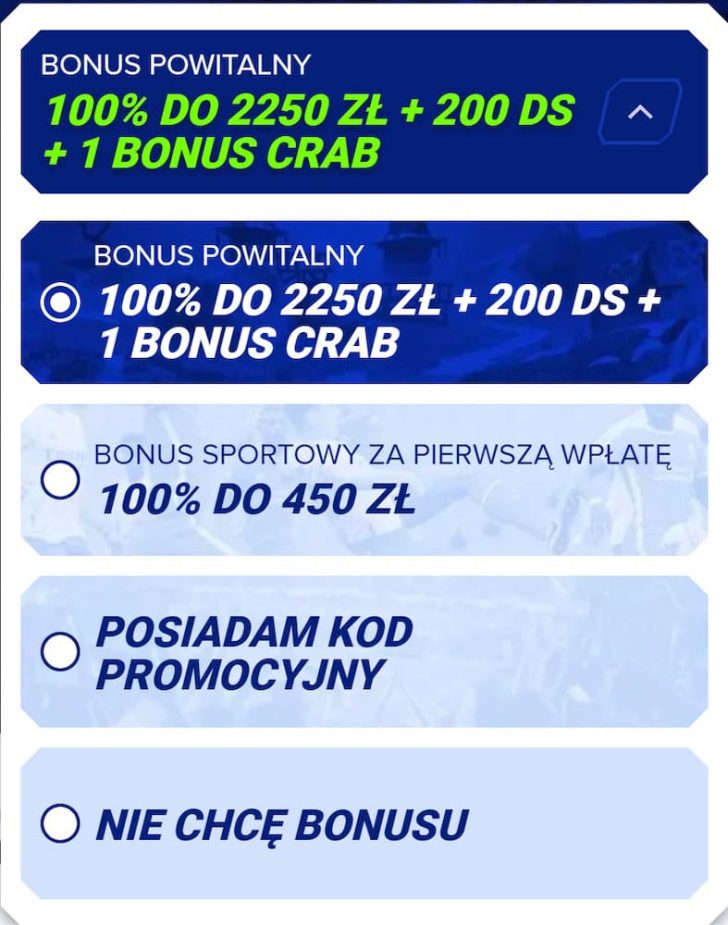 BONUS POWITALNY
100% DO 2250 ZŁ + 200 DS
+ 1 BONUS CRAB
BONUS POWITALNY
100% DO 2250 ZŁ + 200 DS +
1 BONUS CRAB
BONUS SPORTOWY ZA PIERWSZĄ WPŁATĘ
100% DO 450 ZŁ
POSIADAM KOD
PROMOCYJNY
NIE CHCĘ BONUSU